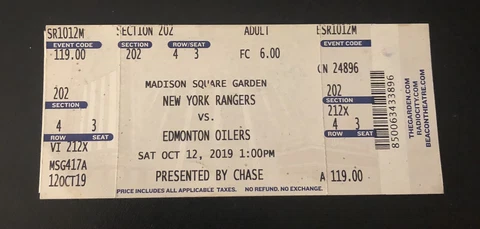 SR1012M SECTION 202 ADULT ESR1012M
EVENT CODE SECTION ROW/SEAT EVENT CODE
119.00 202 4 3 FC 6.00 CN 24896
MADISON SQUARE GARDEN
202 NEW YORK RANGERS 202
SECTION VS. SECTION
4 3 EDMONTON OILERS 212X
ROW SEAT 4 3
VI 212X SAT OCT 12, 2019 1:00PM ROW SEAT
MSG417A
12OCT19 PRESENTED BY CHASE A 119.00
PRICE INCLUDES ALL APPLICABLE TAXES. NO REFUND. NO EXCHANGE.
850063433896
THEGARDEN.COM
RADIOCITY.COM
BEACONTHEATRE.COM